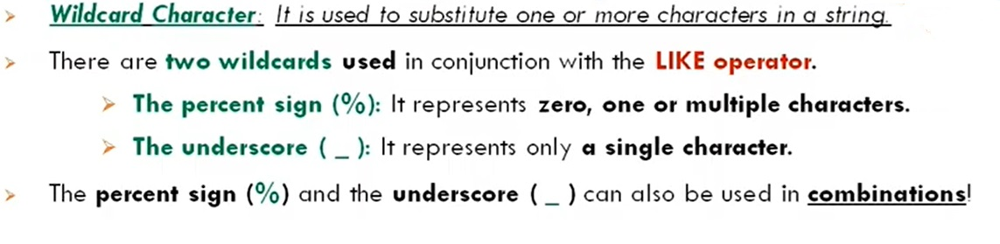 Wildcard Character: It is used to substitute one or more characters in a string.
There are two wildcards used in conjunction with the LIKE operator.
The percent sign (%): It represents zero, one or multiple characters.
The underscore ( _ ): It represents only a single character.
The percent sign (%) and the underscore ( _ ) can also be used in combinations!